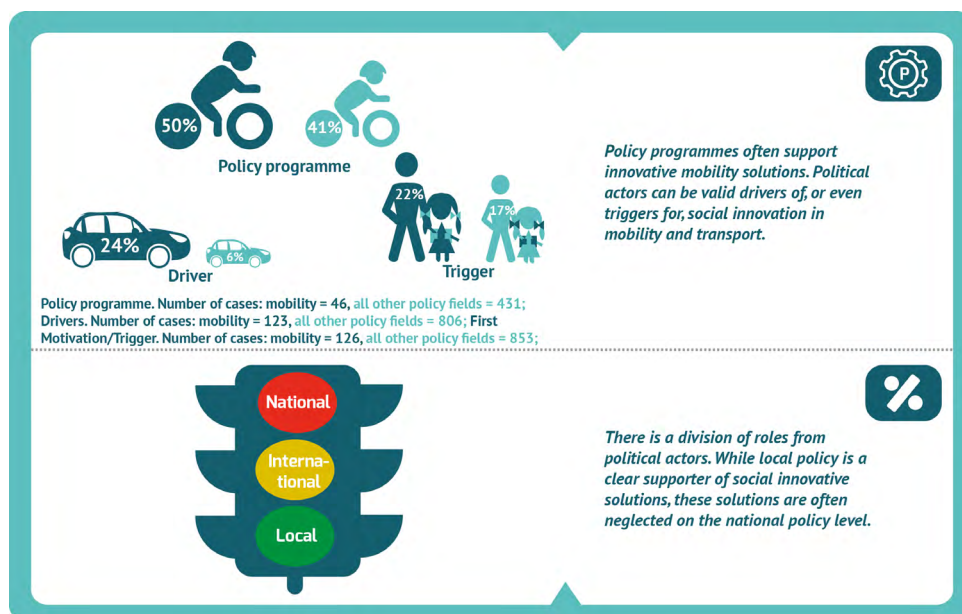 50%
41%
Policy programme
22%
17%
24%
6%
Driver
Trigger
Policy programme. Number of cases: mobility = 46, all other policy fields = 431;
Drivers. Number of cases: mobility = 123, all other policy fields = 806; First
Motivation/Trigger. Number of cases: mobility = 126, all other policy fields = 853;
P
Policy programmes often support
innovative mobility solutions. Political
actors can be valid drivers of, or even
triggers for, social innovation in
mobility and transport.
National
Interna-
tional
Local
%
There is a division of roles from
political actors. While local policy is a
clear supporter of social innovative
solutions, these solutions are often
neglected on the national policy level.